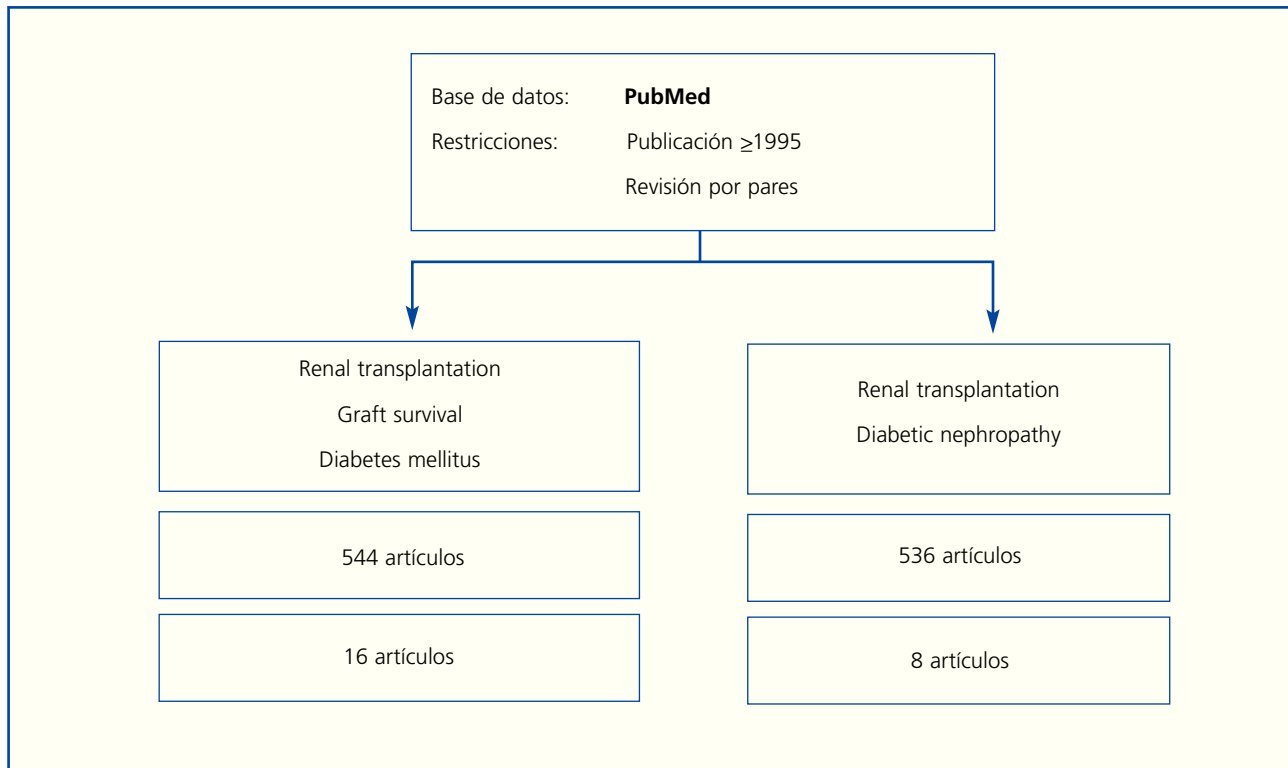 Base de datos: PubMed
Restricciones: Publicación ≥1995
Revisión por pares
Renal transplantation
Graft survival
Diabetes mellitus
544 artículos
16 artículos
Renal transplantation
Diabetic nephropathy
536 artículos
8 artículos